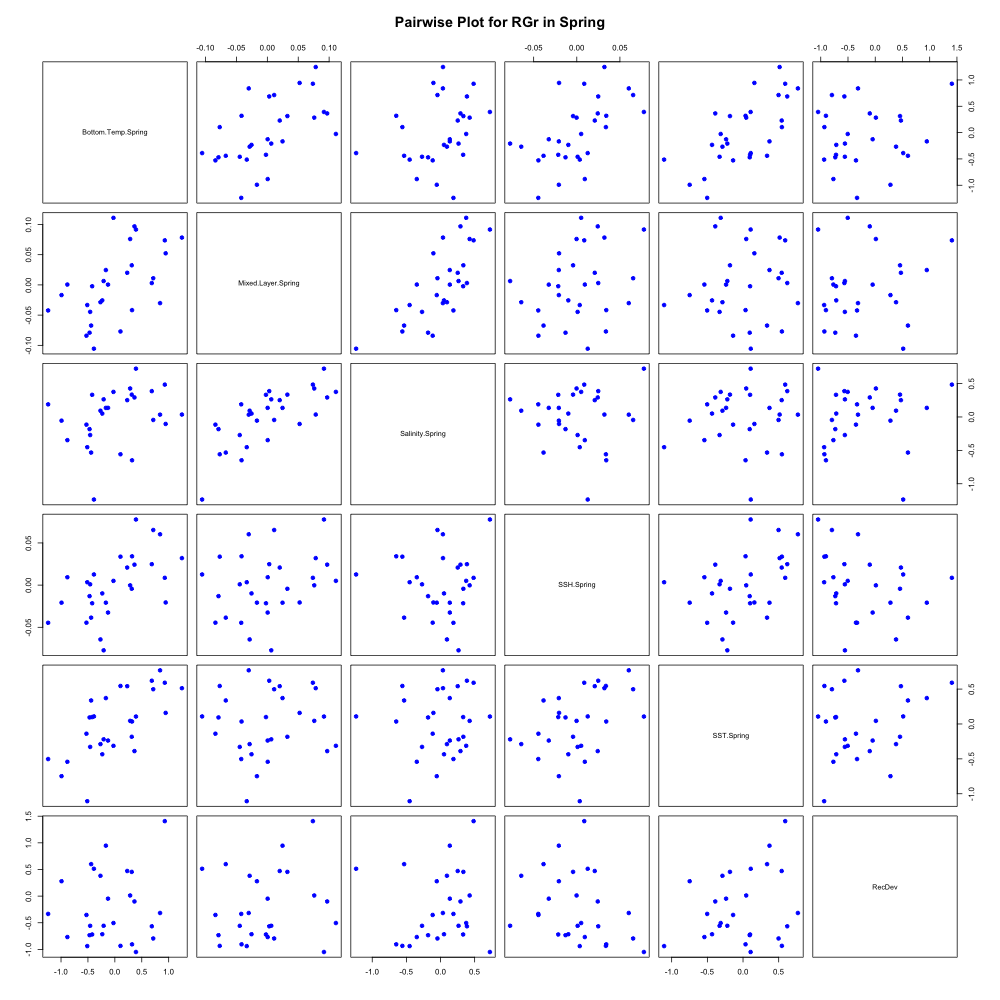 Pairwise Plot for RGr in Spring
-0.10 -0.05 0.00 0.05 0.10
-0.05 0.00 0.05
-1.0 -0.5 0.0 0.5 1.0 1.5
Bottom.Temp.Spring
-1.0 -0.5 0.0 0.5 1.0
Mixed.Layer.Spring
-0.10 -0.05 0.00 0.05 0.10
Salinity.Spring
-1.0 -0.5 0.0 0.5
SSH.Spring
-0.05 0.00 0.05
SST.Spring
-1.0 -0.5 0.0 0.5
RecDev
-1.0 -0.5 0.0 0.5 1.0 1.5
-1.0 -0.5 0.0 0.5 1.0
-1.0 -0.5 0.0 0.5
-1.0 -0.5 0.0 0.5